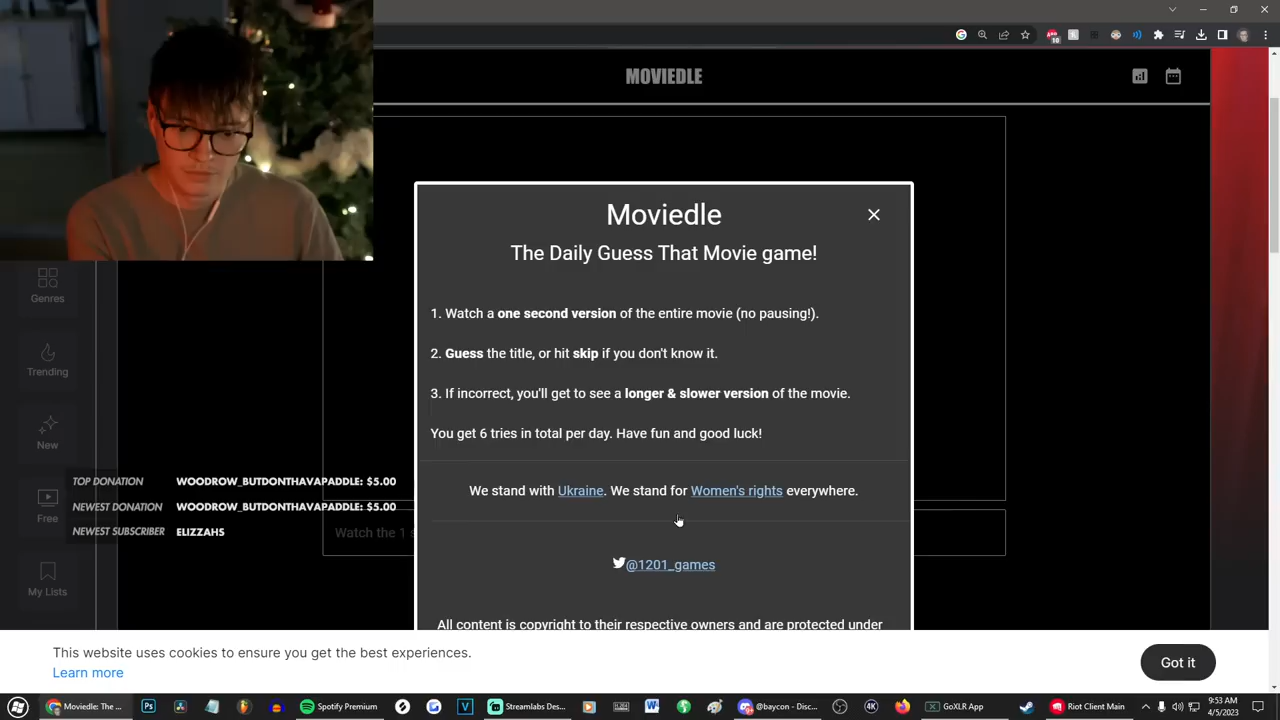 MOVIEDLE
Moviedle
The Daily Guess That Movie game!
1. Watch a one second version of the entire movie (no pausing!).
2. Guess the title, or hit skip if you don't know it.
3. If incorrect, you'll get to see a longer & slower version of the movie.
You get 6 tries in total per day. Have fun and good luck!
We stand with Ukraine. We stand for Women's rights everywhere.
@1201_games
All content is copyright to their respective owners and are protected under
Watch the 1 s
Genres
Trending
New
Free
My Lists
TOP DONATION WOODROW_BUTDONTHAVAPADDLE: $5.00
NEWEST DONATION WOODROW_BUTDONTHAVAPADDLE: $5.00
NEWEST SUBSCRIBER ELIZZAHS
This website uses cookies to ensure you get the best experiences.
Learn more
Got it
Moviedle: The ...
Spotify Premium
Streamlabs Des...
@baycon - Disc...
GoXLR App
Riot Client Main
9:53 AM
4/5/2023